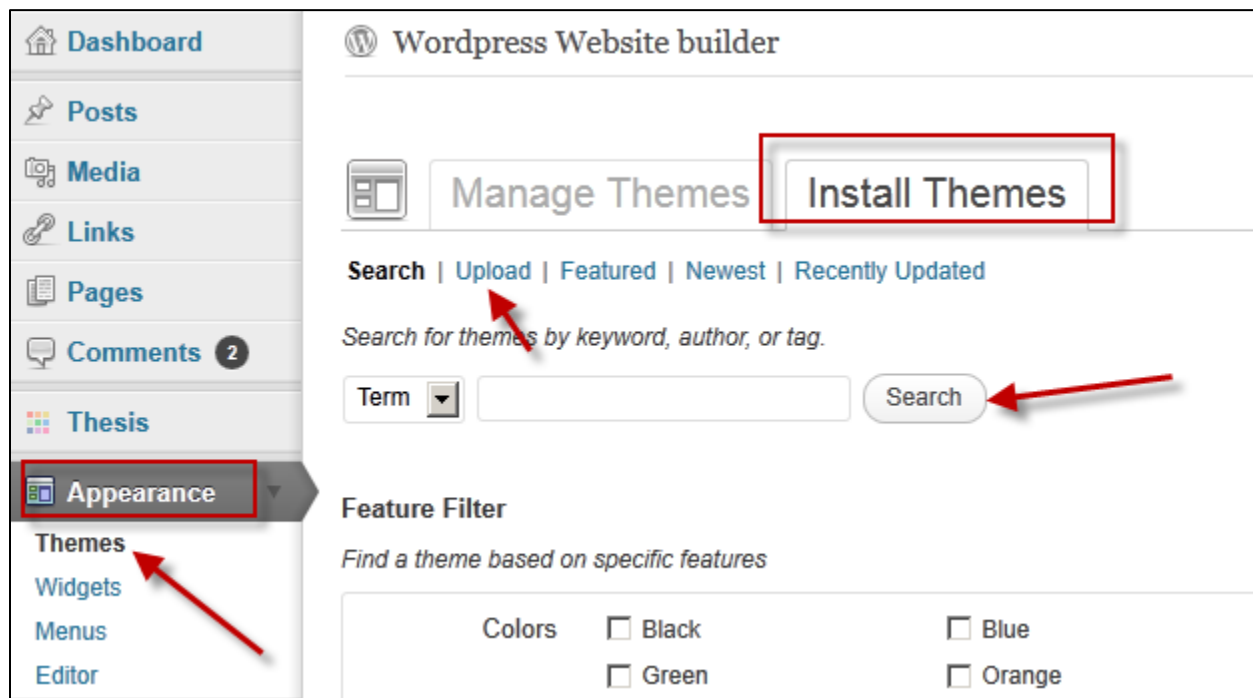 Dashboard
Posts
Media
Links
Pages
Comments 2
Thesis
Appearance
Themes
Widgets
Menus
Editor
Wordpress Website builder
Manage Themes
Install Themes
Search | Upload | Featured | Newest | Recently Updated
Search for themes by keyword, author, or tag.
Term
Search
Feature Filter
Find a theme based on specific features
Colors
Black
Blue
Green
Orange